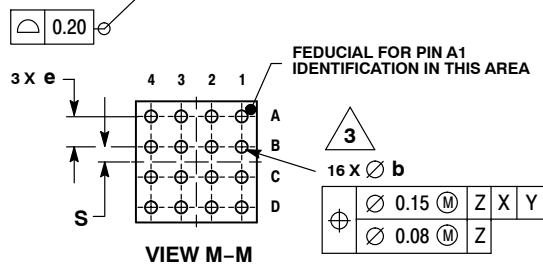 ⌓ 0.20
FEDUCIAL FOR PIN A1
IDENTIFICATION IN THIS AREA
3 X e
4 3 2 1
A
B
C
D
S
3
16 X ∅ b
⌖ ∅ 0.15 Ⓜ Z X Y
∅ 0.08 Ⓜ Z
VIEW M–M